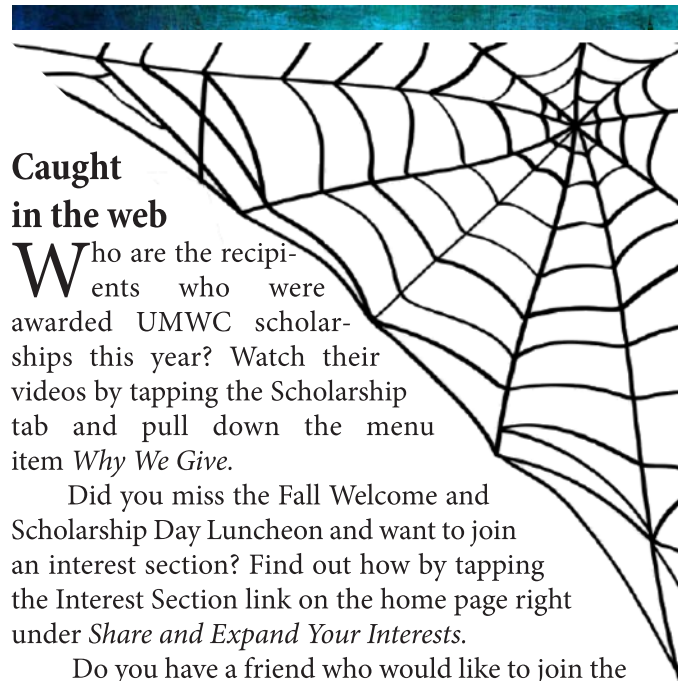 Caught
in the web
Who are the recipi-
ents who were
awarded UMWC scholar-
ships this year? Watch their
videos by tapping the Scholarship
tab and pull down the menu
item Why We Give.
Did you miss the Fall Welcome and
Scholarship Day Luncheon and want to join
an interest section? Find out how by tapping
the Interest Section link on the home page right
under Share and Expand Your Interests.
Do you have a friend who would like to join the